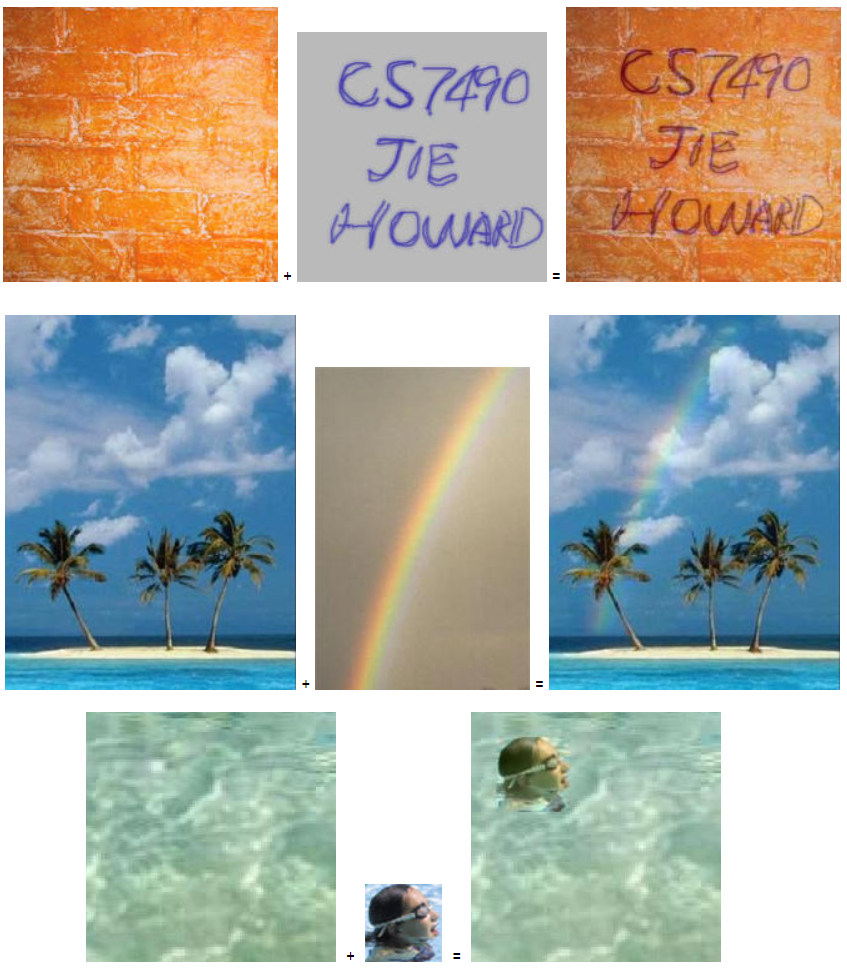 CS7490
JIE
HOWARD
+
=
CS7490
JIE
HOWARD
+
=
+
=